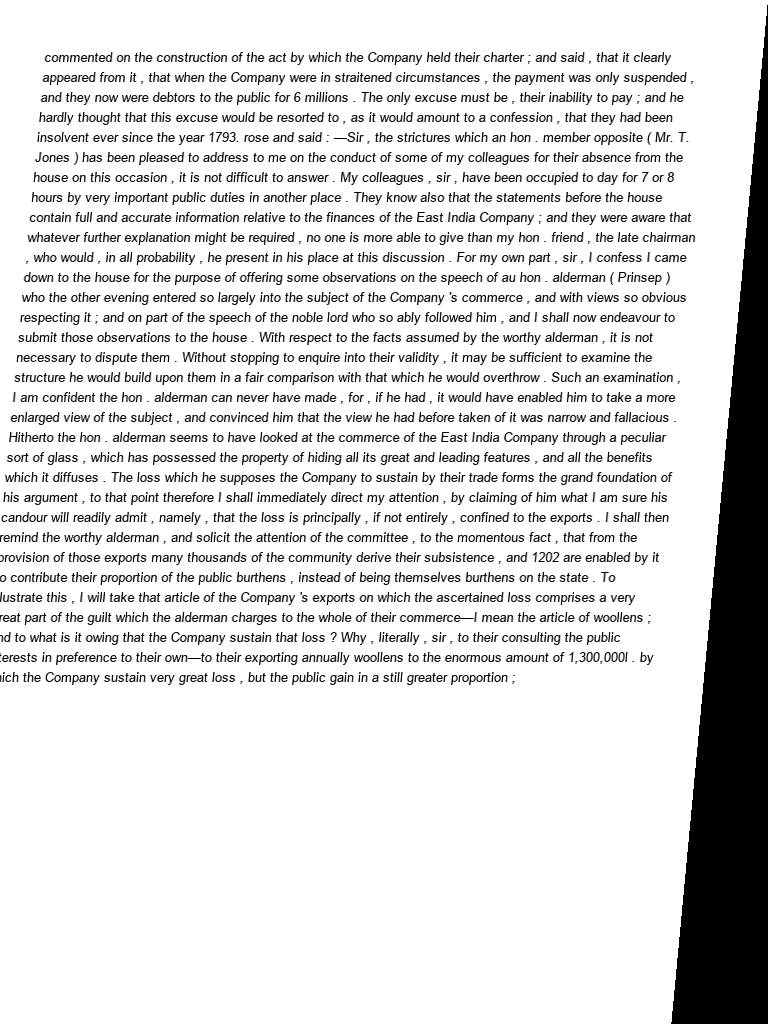 commented on the construction of the act by which the Company held their charter ; and said , that it clearly
appeared from it , that when the Company were in straitened circumstances , the payment was only suspended ,
and they now were debtors to the public for 6 millions . The only excuse must be , their inability to pay ; and he
hardly thought that this excuse would be resorted to , as it would amount to a confession , that they had been
insolvent ever since the year 1793. rose and said : —Sir , the strictures which an hon . member opposite ( Mr. T.
Jones ) has been pleased to address to me on the conduct of some of my colleagues for their absence from the
house on this occasion , it is not difficult to answer . My colleagues , sir , have been occupied to day for 7 or 8
hours by very important public duties in another place . They know also that the statements before the house
contain full and accurate information relative to the finances of the East India Company ; and they were aware that
whatever further explanation might be required , no one is more able to give than my hon . friend , the late chairman
, who would , in all probability , he present in his place at this discussion . For my own part , sir , I confess I came
down to the house for the purpose of offering some observations on the speech of au hon . alderman ( Prinsep )
who the other evening entered so largely into the subject of the Company 's commerce , and with views so obvious
respecting it ; and on part of the speech of the noble lord who so ably followed him , and I shall now endeavour to
submit those observations to the house . With respect to the facts assumed by the worthy alderman , it is not
necessary to dispute them . Without stopping to enquire into their validity , it may be sufficient to examine the
structure he would build upon them in a fair comparison with that which he would overthrow . Such an examination ,
I am confident the hon . alderman can never have made , for , if he had , it would have enabled him to take a more
enlarged view of the subject , and convinced him that the view he had before taken of it was narrow and fallacious .
Hitherto the hon . alderman seems to have looked at the commerce of the East India Company through a peculiar
sort of glass , which has possessed the property of hiding all its great and leading features , and all the benefits
which it diffuses . The loss which he supposes the Company to sustain by their trade forms the grand foundation of
his argument , to that point therefore I shall immediately direct my attention , by claiming of him what I am sure his
candour will readily admit , namely , that the loss is principally , if not entirely , confined to the exports . I shall then
remind the worthy alderman , and solicit the attention of the committee , to the momentous fact , that from the
provision of those exports many thousands of the community derive their subsistence , and 1202 are enabled by it
o contribute their proportion of the public burthens , instead of being themselves burthens on the state . To
lustrate this , I will take that article of the Company 's exports on which the ascertained loss comprises a very
reat part of the guilt which the alderman charges to the whole of their commerce—I mean the article of woollens ;
nd to what is it owing that the Company sustain that loss ? Why , literally , sir , to their consulting the public
terests in preference to their own—to their exporting annually woollens to the enormous amount of 1,300,000l . by
ich the Company sustain very great loss , but the public gain in a still greater proportion ;